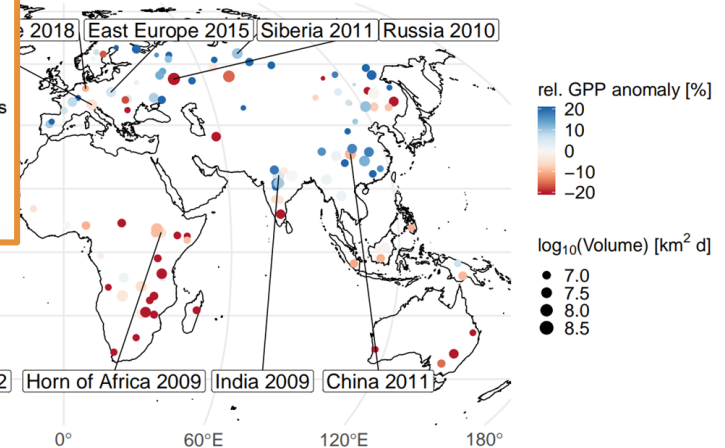 e 2018
East Europe 2015
Siberia 2011
Russia 2010
s
rel. GPP anomaly [%]
20
10
0
−10
−20
log10(Volume) [km² d]
7.0
7.5
8.0
8.5
2
Horn of Africa 2009
India 2009
China 2011
0°
60°E
120°E
180°